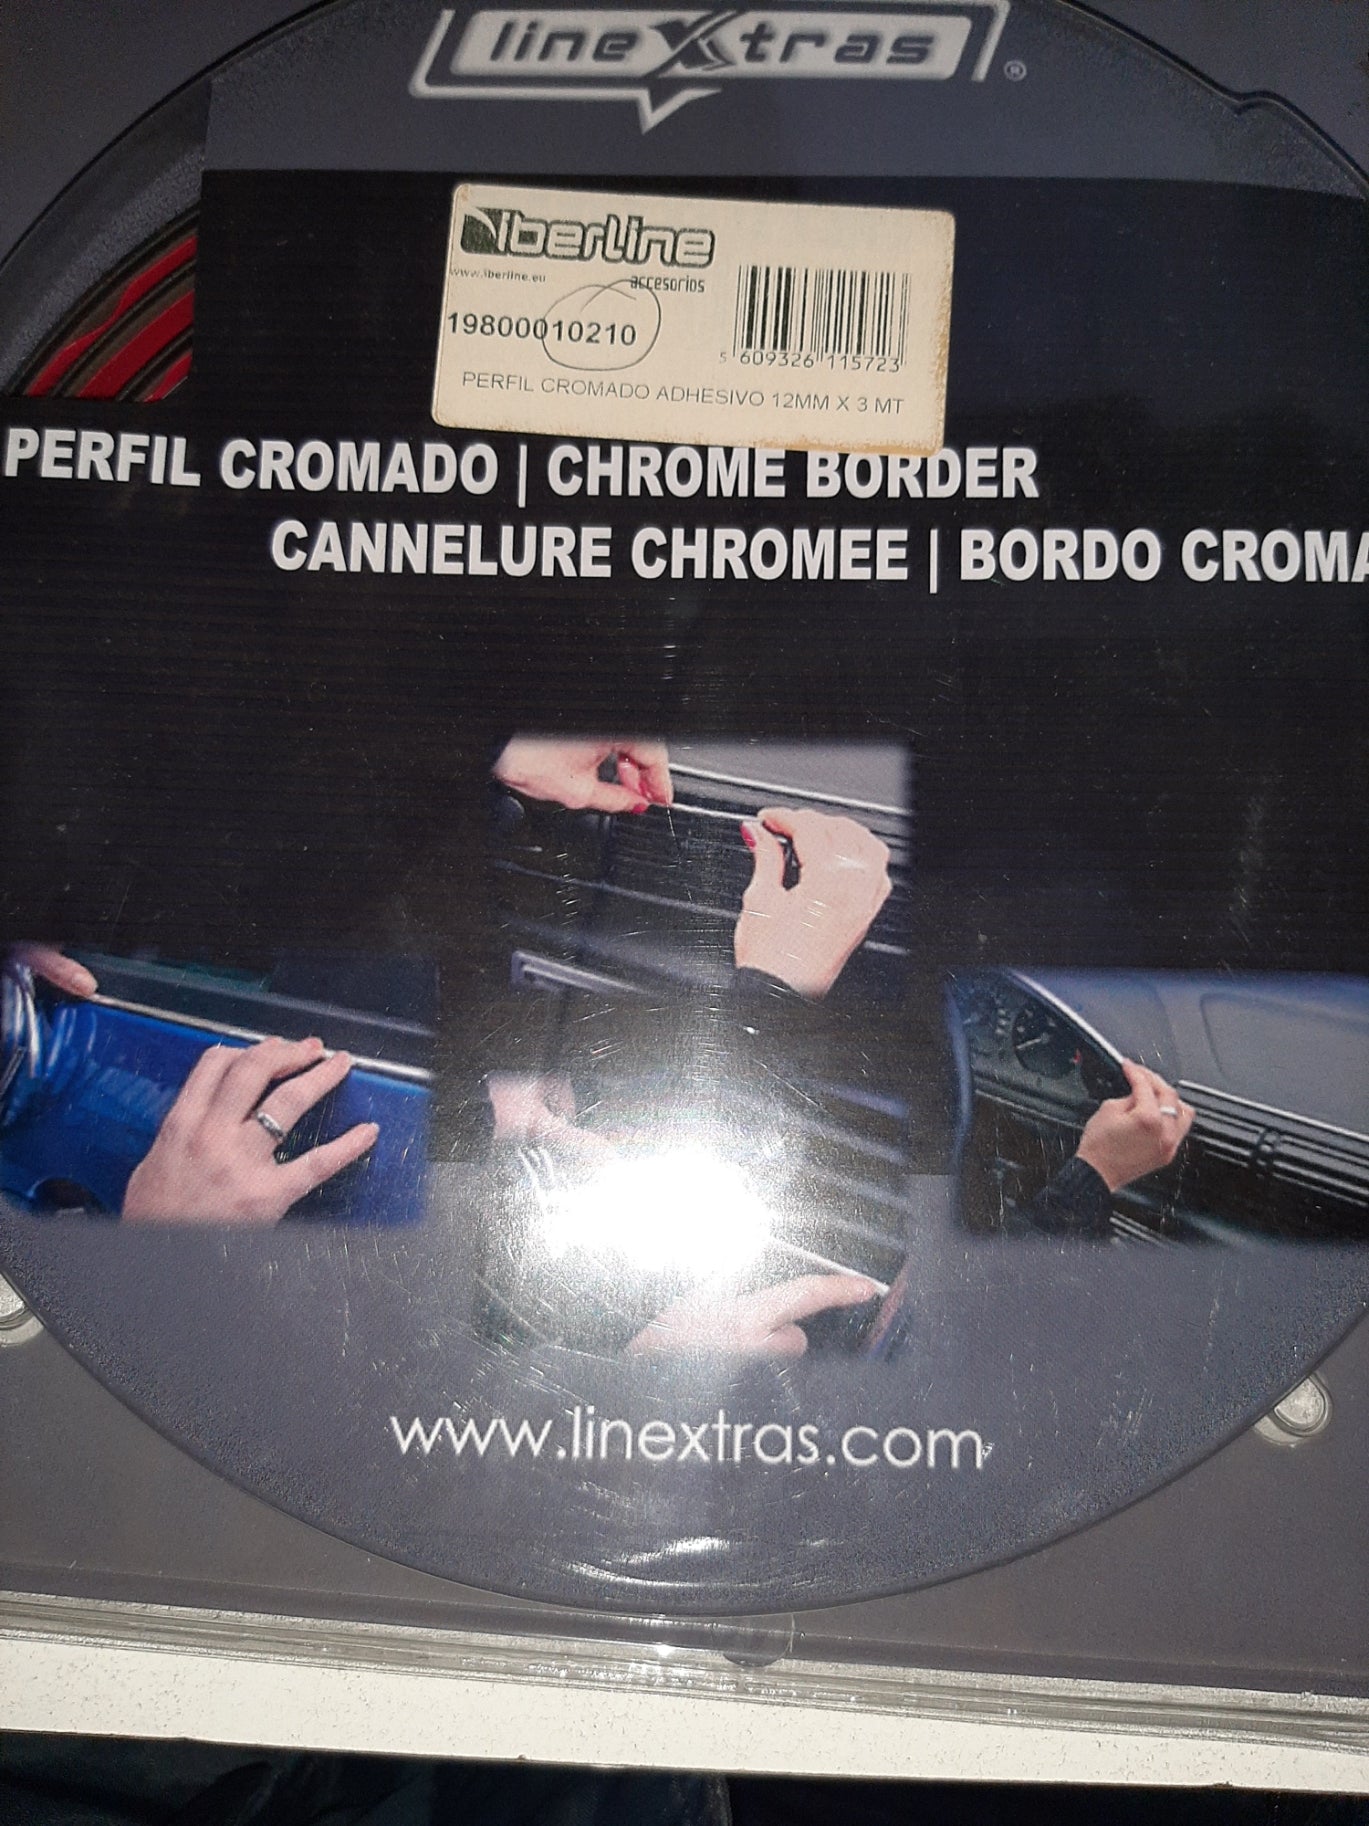 lineXtras ®
iberline
www.iberline.eu
accesorios
19800010210
5 609326 115723
PERFIL CROMADO ADHESIVO 12MM X 3 MT
PERFIL CROMADO | CHROME BORDER
CANNELURE CHROMEE | BORDO CROMA
www.linextras.com